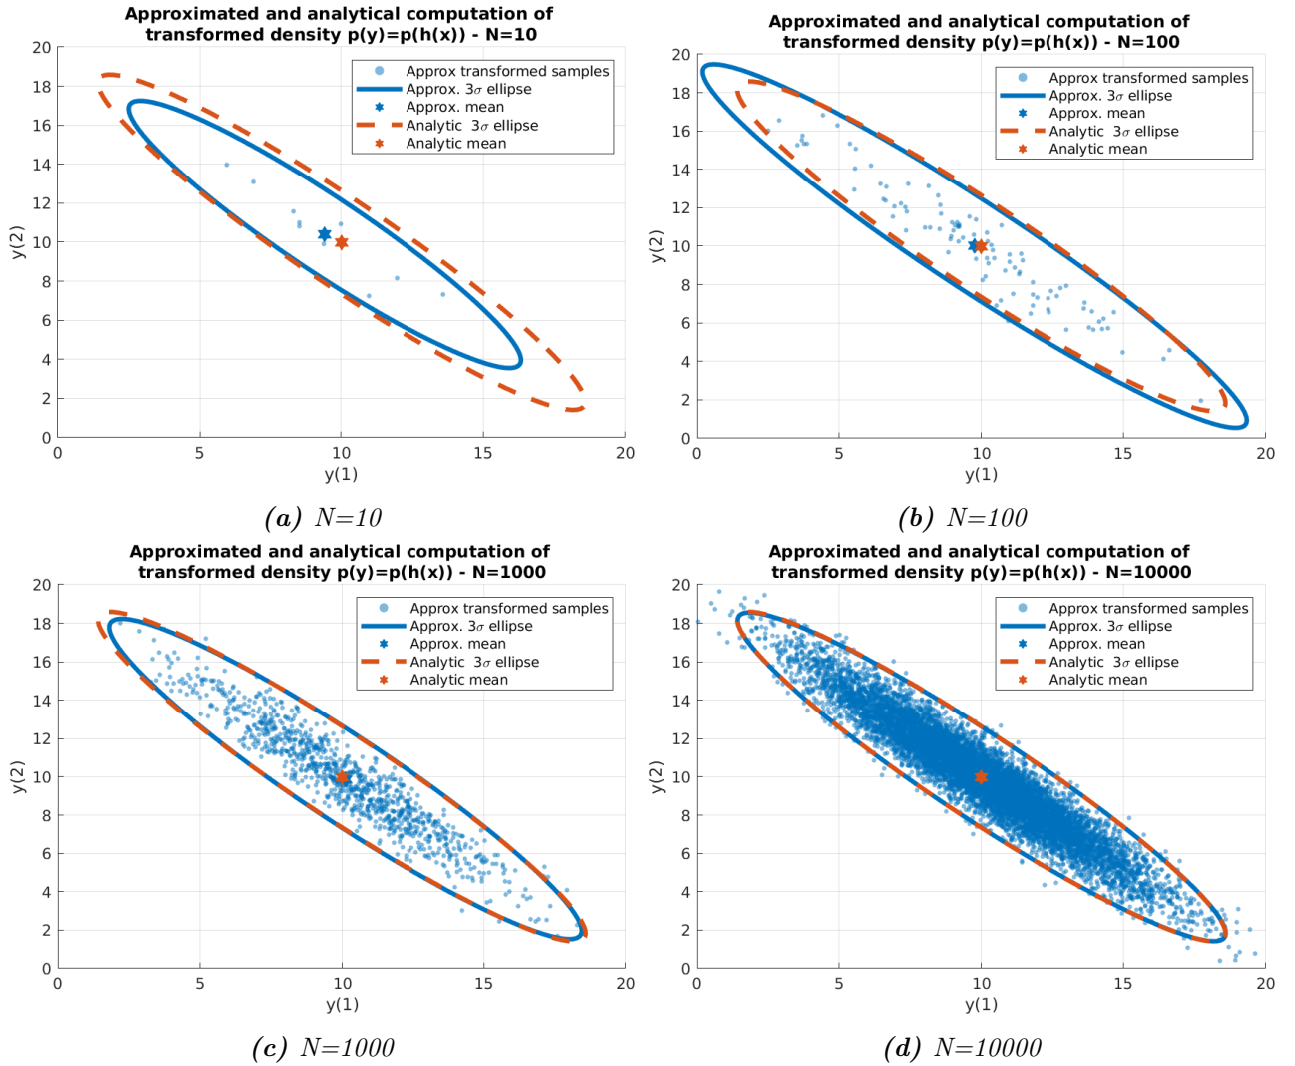 Approximated and analytical computation of
transformed density p(y)=p(h(x)) - N=10
20
18
16
14
12
10
8
6
4
2
0
y(2)
Approx transformed samples
Approx. 3σ ellipse
Approx. mean
Analytic 3σ ellipse
Analytic mean
0 5 10 15 20
y(1)
(a) N=10
Approximated and analytical computation of
transformed density p(y)=p(h(x)) - N=100
20
18
16
14
12
10
8
6
4
2
0
y(2)
Approx transformed samples
Approx. 3σ ellipse
Approx. mean
Analytic 3σ ellipse
Analytic mean
0 5 10 15 20
y(1)
(b) N=100
Approximated and analytical computation of
transformed density p(y)=p(h(x)) - N=1000
20
18
16
14
12
10
8
6
4
2
0
y(2)
Approx transformed samples
Approx. 3σ ellipse
Approx. mean
Analytic 3σ ellipse
Analytic mean
0 5 10 15 20
y(1)
(c) N=1000
Approximated and analytical computation of
transformed density p(y)=p(h(x)) - N=10000
20
18
16
14
12
10
8
6
4
2
0
y(2)
Approx transformed samples
Approx. 3σ ellipse
Approx. mean
Analytic 3σ ellipse
Analytic mean
0 5 10 15 20
y(1)
(d) N=10000